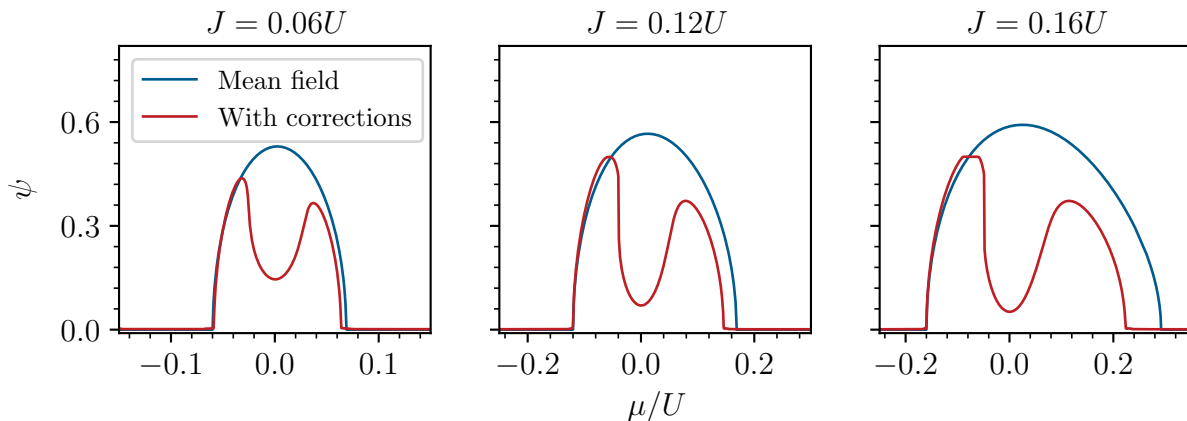 J = 0.06U
J = 0.12U
J = 0.16U
Mean field
With corrections
ψ
0.6
0.3
0.0
−0.1 0.0 0.1
−0.2 0.0 0.2
−0.2 0.0 0.2
μ/U